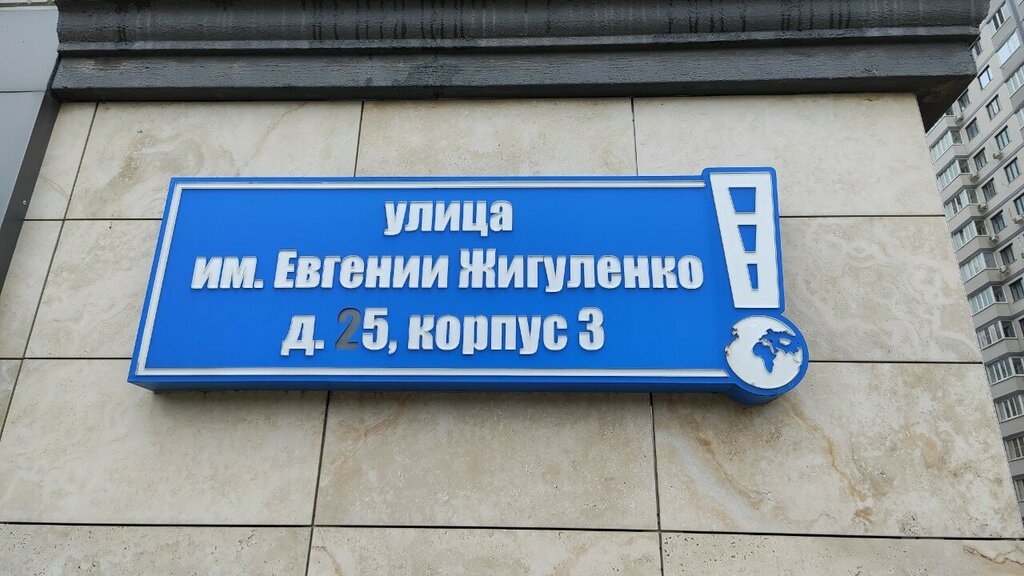 улица
им. Евгении Жигуленко
д. 25, корпус 3